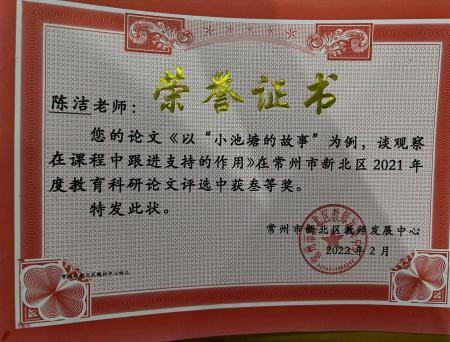 荣誉证书
陈洁老师：
您的论文《以“小池塘的故事”为例，谈观察
在课程中跟进支持的作用》在常州市新北区2021年
度教育科研论文评选中获叁等奖。
特发此状。
常州市新北区教师发展中心
2022年2月